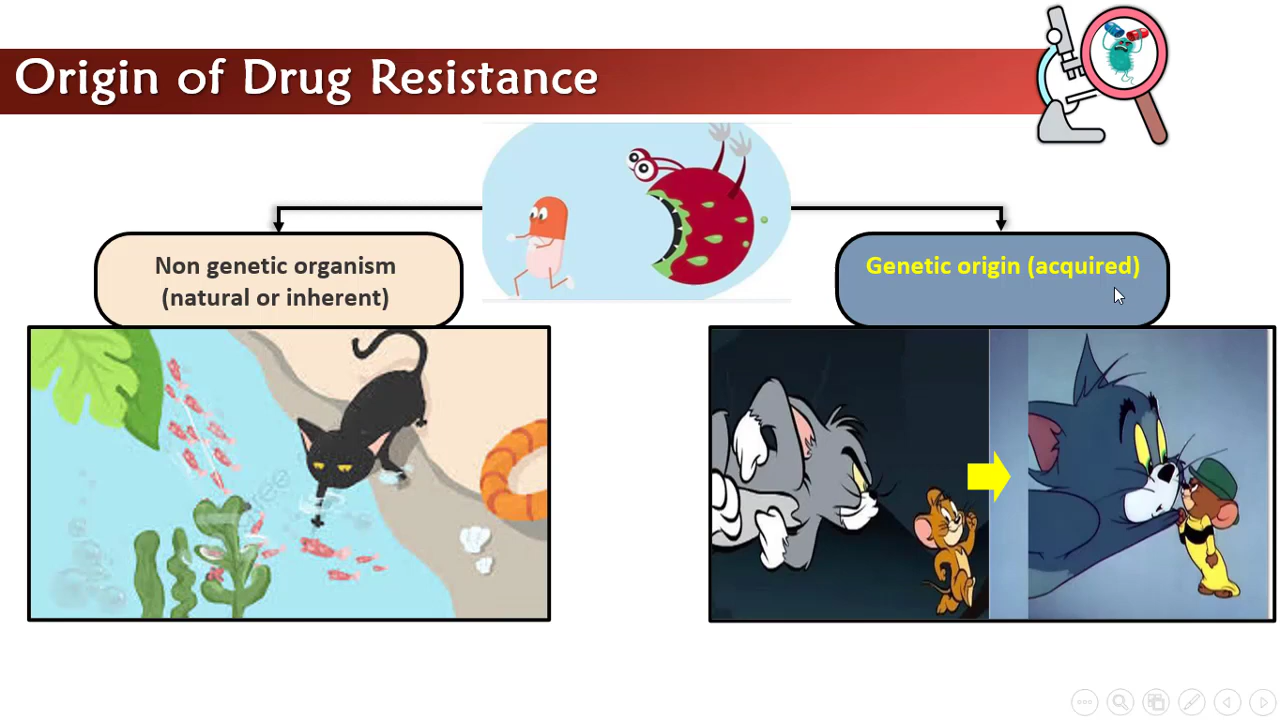 Origin of Drug Resistance
Non genetic organism
(natural or inherent)
Genetic origin (acquired)